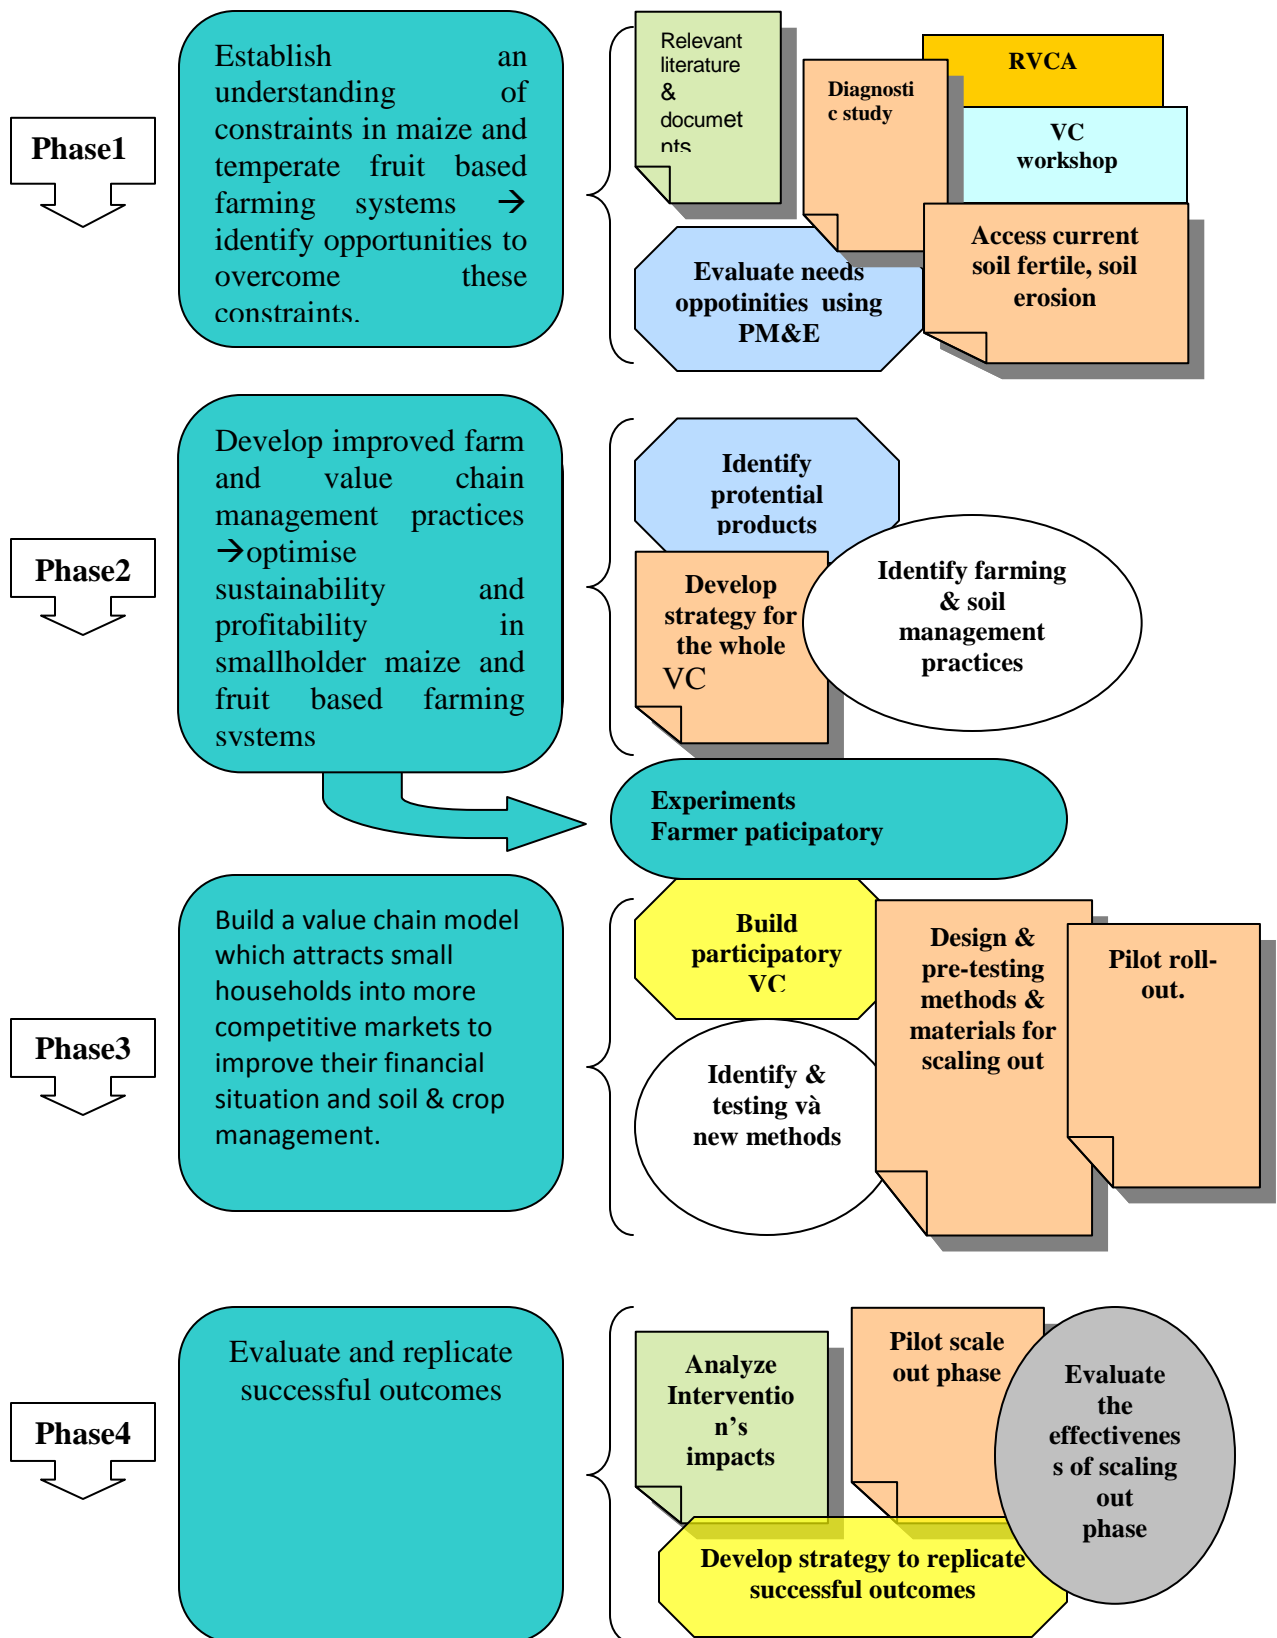 Phase1
Establish an
understanding of
constraints in maize and
temperate fruit based
farming systems →
identify opportunities to
overcome these
constraints.
Relevant
literature
&
documet
nts
Diagnosti
c study
RVCA
VC
workshop
Access current
soil fertile, soil
erosion
Evaluate needs
oppotinities using
PM&E
Phase2
Develop improved farm
and value chain
management practices
→optimise
sustainability and
profitability in
smallholder maize and
fruit based farming
systems
Identify
protential
products
Develop
strategy for
the whole
VC
Identify farming
& soil
management
practices
Experiments
Farmer paticipatory
Phase3
Build a value chain model
which attracts small
households into more
competitive markets to
improve their financial
situation and soil & crop
management.
Build
participatory
VC
Identify &
testing và
new methods
Design &
pre-testing
methods &
materials for
scaling out
Pilot roll-
out.
Phase4
Evaluate and replicate
successful outcomes
Analyze
Interventio
n's
impacts
Pilot scale
out phase
Evaluate
the
effectivenes
s of scaling
out
phase
Develop strategy to replicate
successful outcomes